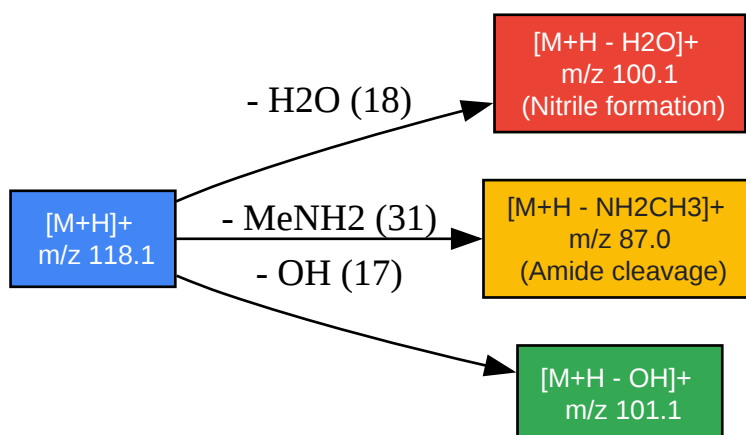 [M+H - H2O]+
m/z 100.1
(Nitrile formation)
- H2O (18)
[M+H]+
m/z 118.1
- MeNH2 (31)
[M+H - NH2CH3]+
m/z 87.0
(Amide cleavage)
- OH (17)
[M+H - OH]+
m/z 101.1